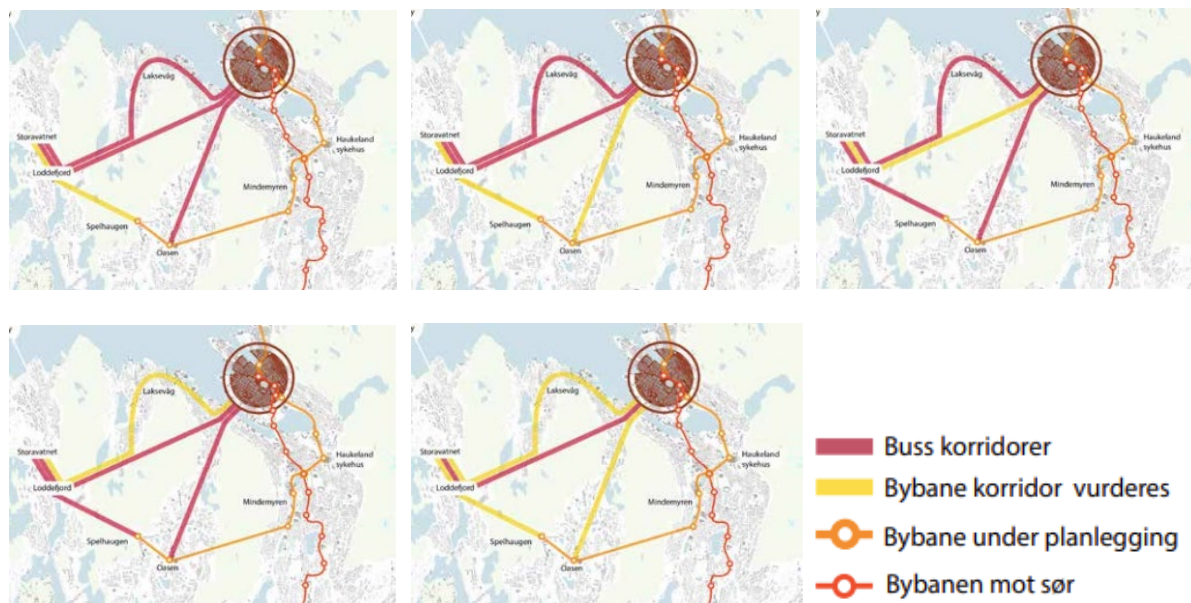 Laksevåg
Storavatnet
Loddefjord
Haukeland
sykehus
Mindemyren
Spelhaugen
Oasen
Laksevåg
Storavatnet
Loddefjord
Haukeland
sykehus
Mindemyren
Spelhaugen
Oasen
Laksevåg
Storavatnet
Loddefjord
Haukeland
sykehus
Mindemyren
Spelhaugen
Oasen
Laksevåg
Storavatnet
Loddefjord
Haukeland
sykehus
Mindemyren
Spelhaugen
Oasen
Laksevåg
Storavatnet
Loddefjord
Haukeland
sykehus
Mindemyren
Spelhaugen
Oasen
Buss korridorer
Bybane korridor vurderes
Bybane under planlegging
Bybanen mot sør